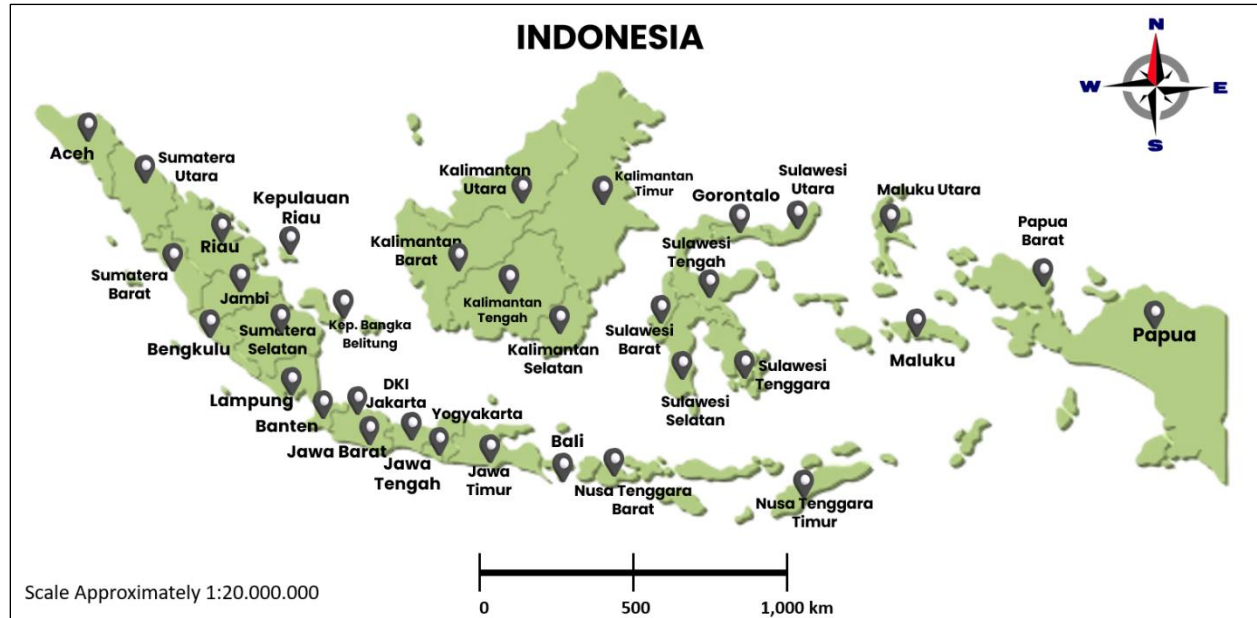 INDONESIA
N
W
E
S
Aceh
Sumatera
Utara
Kepulauan
Riau
Riau
Sumatera
Barat
Jambi
Kep. Bangka
Belitung
Sumatera
Selatan
Bengkulu
Lampung
Banten
DKI
Jakarta
Jawa Barat
Yogyakarta
Jawa
Tengah
Jawa
Timur
Bali
Nusa Tenggara
Barat
Nusa Tenggara
Timur
Kalimantan
Utara
Kalimantan
Timur
Kalimantan
Barat
Kalimantan
Tengah
Kalimantan
Selatan
Gorontalo
Sulawesi
Utara
Sulawesi
Tengah
Sulawesi
Barat
Sulawesi
Selatan
Sulawesi
Tenggara
Maluku Utara
Maluku
Papua
Barat
Papua
Scale Approximately 1:20.000.000
0
500
1,000 km